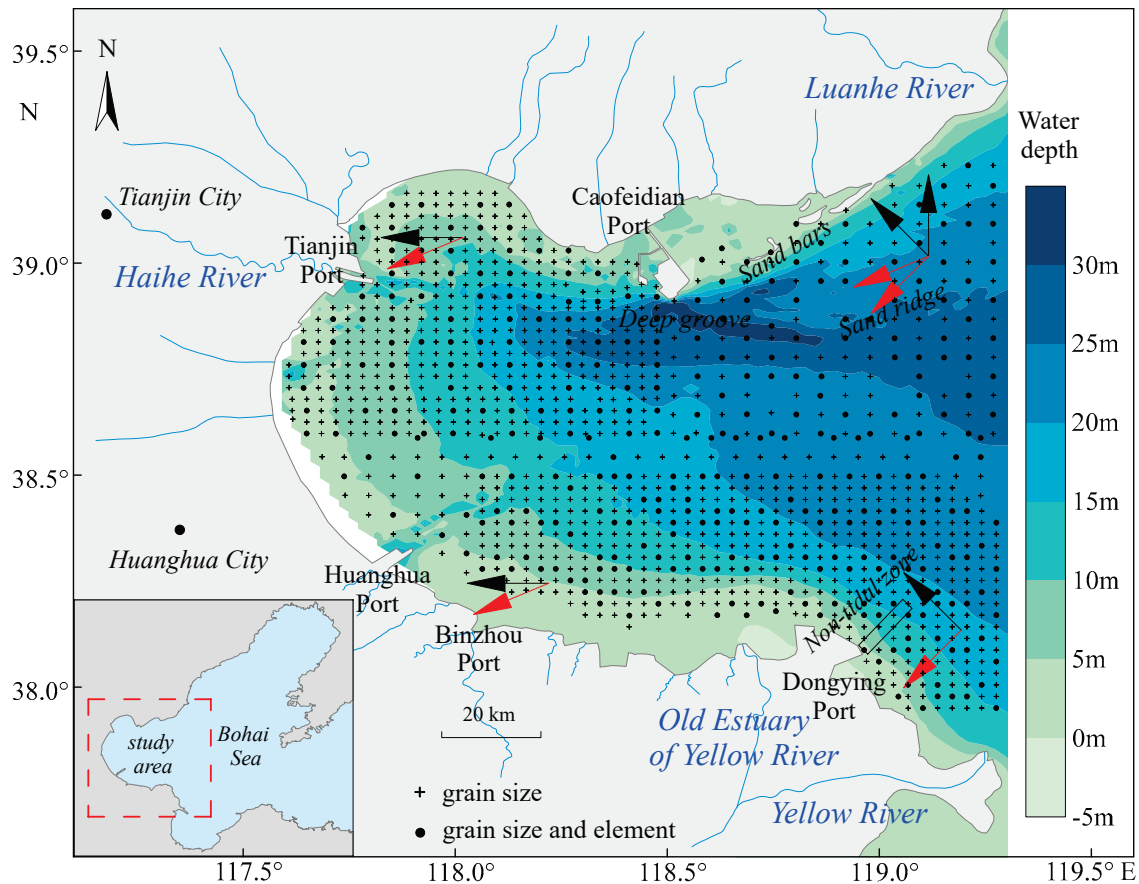 39.5°
N
N
39.0°
38.5°
38.0°
117.5°
118.0°
118.5°
119.0°
119.5° E
Luanhe River
Tianjin City
Caofeidian
Port
Tianjin
Port
Haihe River
Sand bars
Deep groove
Sand ridge
Huanghua City
Huanghua
Port
Binzhou
Port
Non-tidal zone
Dongying
Port
20 km
Old Estuary
of Yellow River
Yellow River
grain size
grain size and element
study
area
Bohai
Sea
Water
depth
30m
25m
20m
15m
10m
5m
0m
-5m